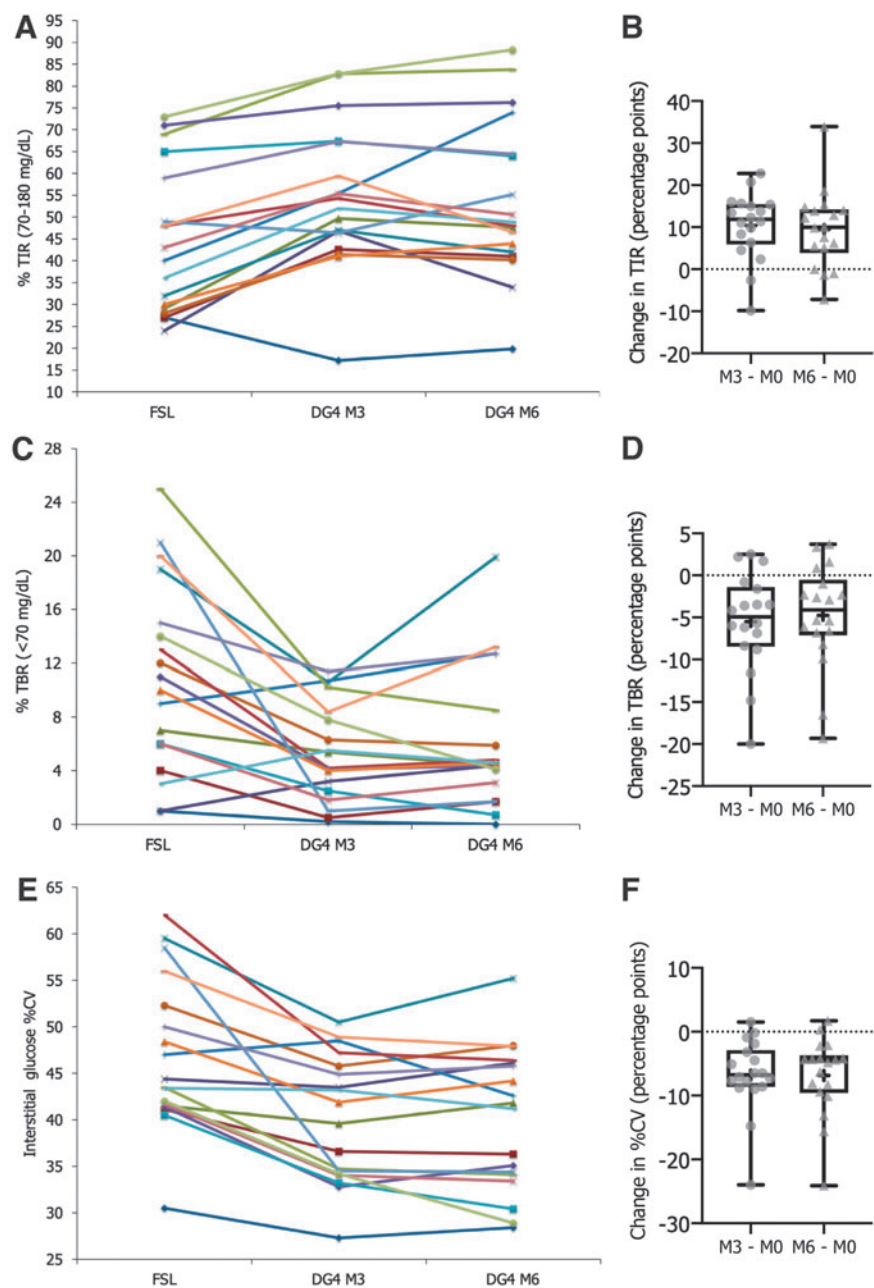 A
% TIR (70-180 mg/dL)
95
90
85
80
75
70
65
60
55
50
45
40
35
30
25
20
15
10
FSL
DG4 M3
DG4 M6
B
Change in TIR (percentage points)
40
30
20
10
0
-10
-20
M3 - M0
M6 - M0
C
% TBR (<70 mg/dL)
28
24
20
16
12
8
4
0
FSL
DG4 M3
DG4 M6
D
Change in TBR (percentage points)
5
0
-5
-10
-15
-20
-25
M3 - M0
M6 - M0
E
Interstitial glucose %CV
65
60
55
50
45
40
35
30
25
FSL
DG4 M3
DG4 M6
F
Change in %CV (percentage points)
10
0
-10
-20
-30
M3 - M0
M6 - M0